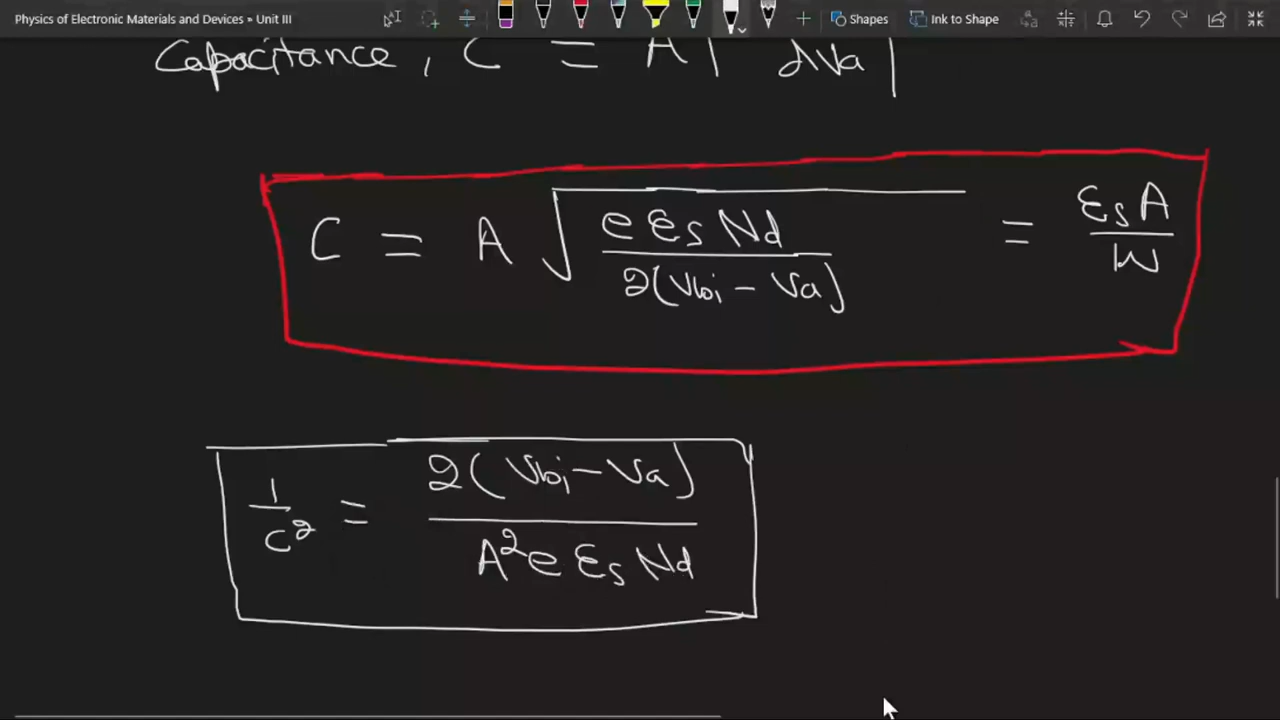 Physics of Electronic Materials and Devices » Unit III
Shapes
Ink to Shape
Capacitance, C = A | dVa |
C = A √ e εs Nd / 2(Vbi - Va) = εs A / W
1 / c² = 2(Vbi - Va) / A² e εs Nd